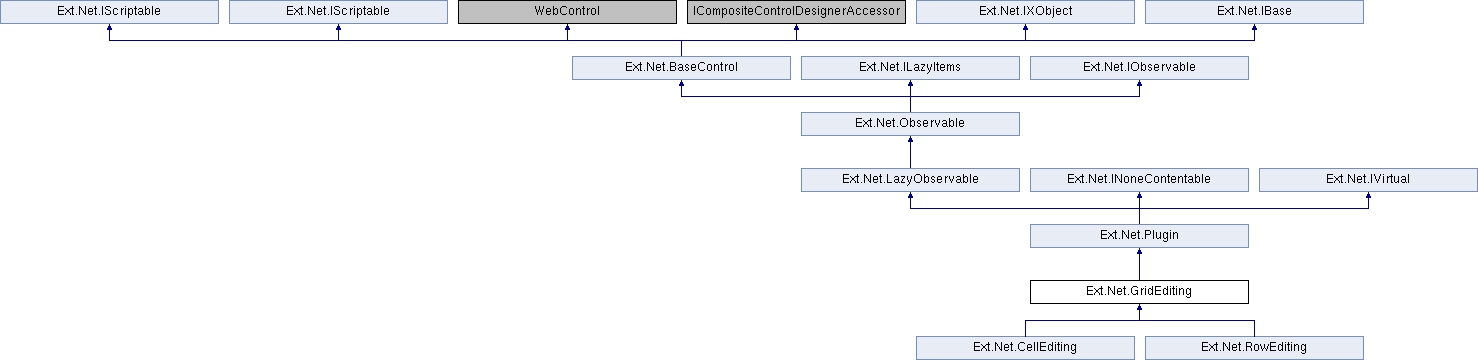 Ext.Net.IScriptable
Ext.Net.IScriptable
WebControl
ICompositeControlDesignerAccessor
Ext.Net.IXObject
Ext.Net.IBase
Ext.Net.BaseControl
Ext.Net.ILazyItems
Ext.Net.IObservable
Ext.Net.Observable
Ext.Net.LazyObservable
Ext.Net.INoneContentable
Ext.Net.IVirtual
Ext.Net.Plugin
Ext.Net.GridEditing
Ext.Net.CellEditing
Ext.Net.RowEditing